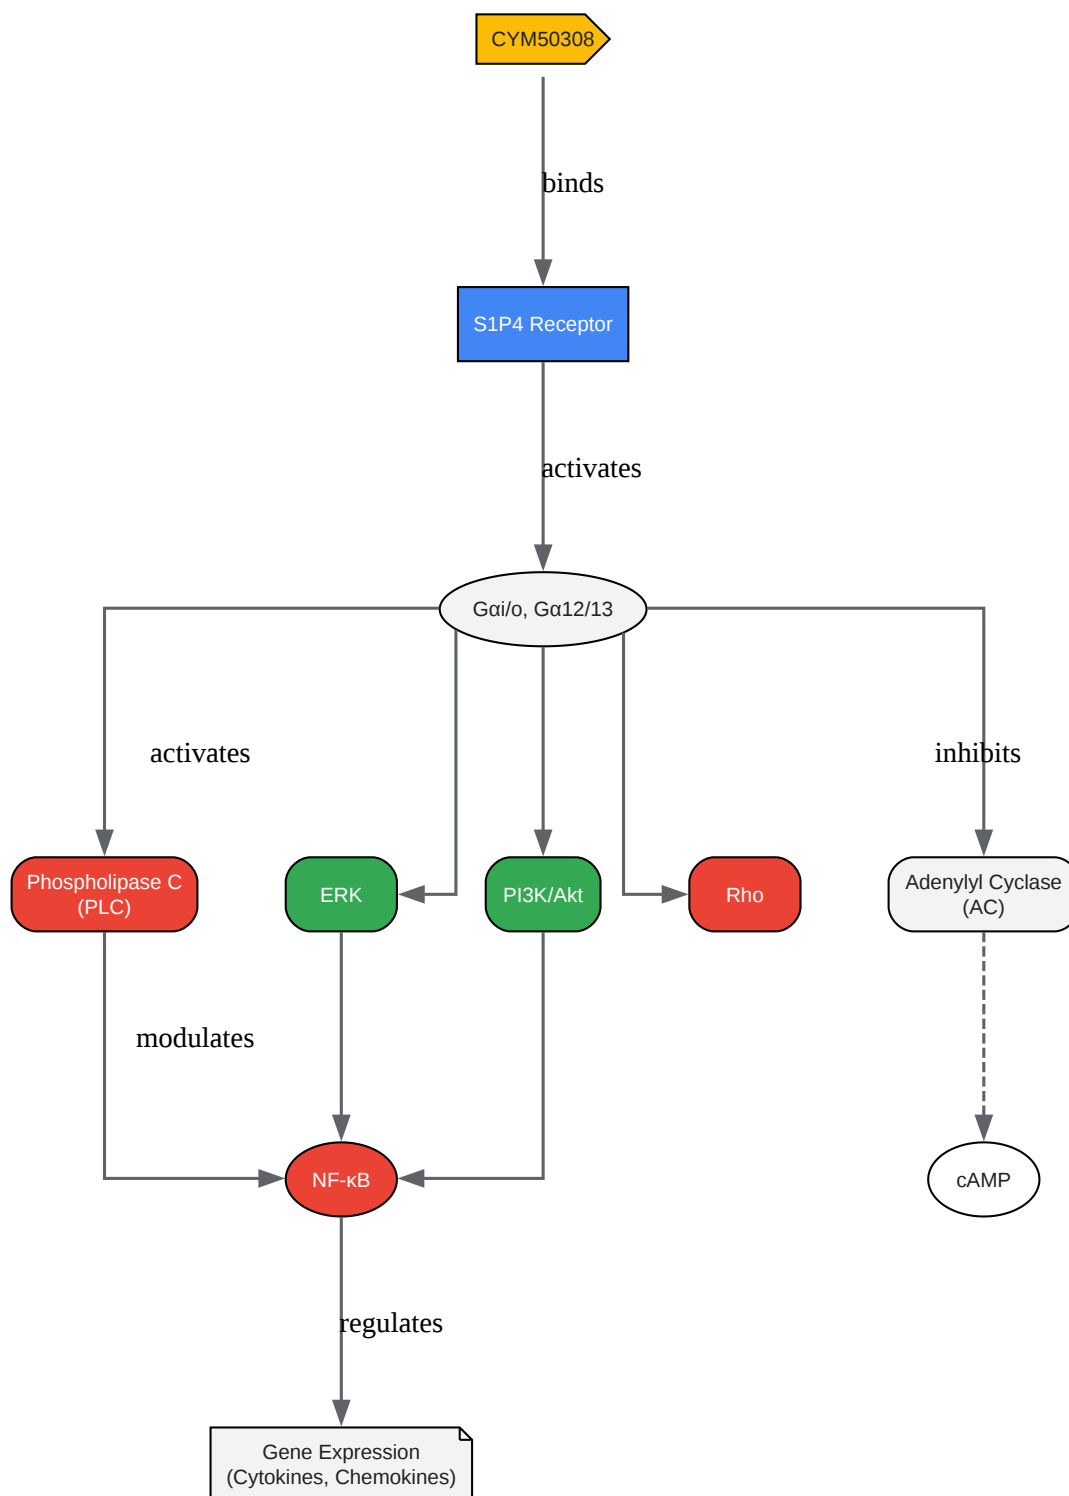 CYM50308
binds
S1P4 Receptor
activates
Gαi/o, Gα12/13
activates
inhibits
Phospholipase C
(PLC)
ERK
PI3K/Akt
Rho
Adenylyl Cyclase
(AC)
modulates
NF-κB
cAMP
regulates
Gene Expression
(Cytokines, Chemokines)